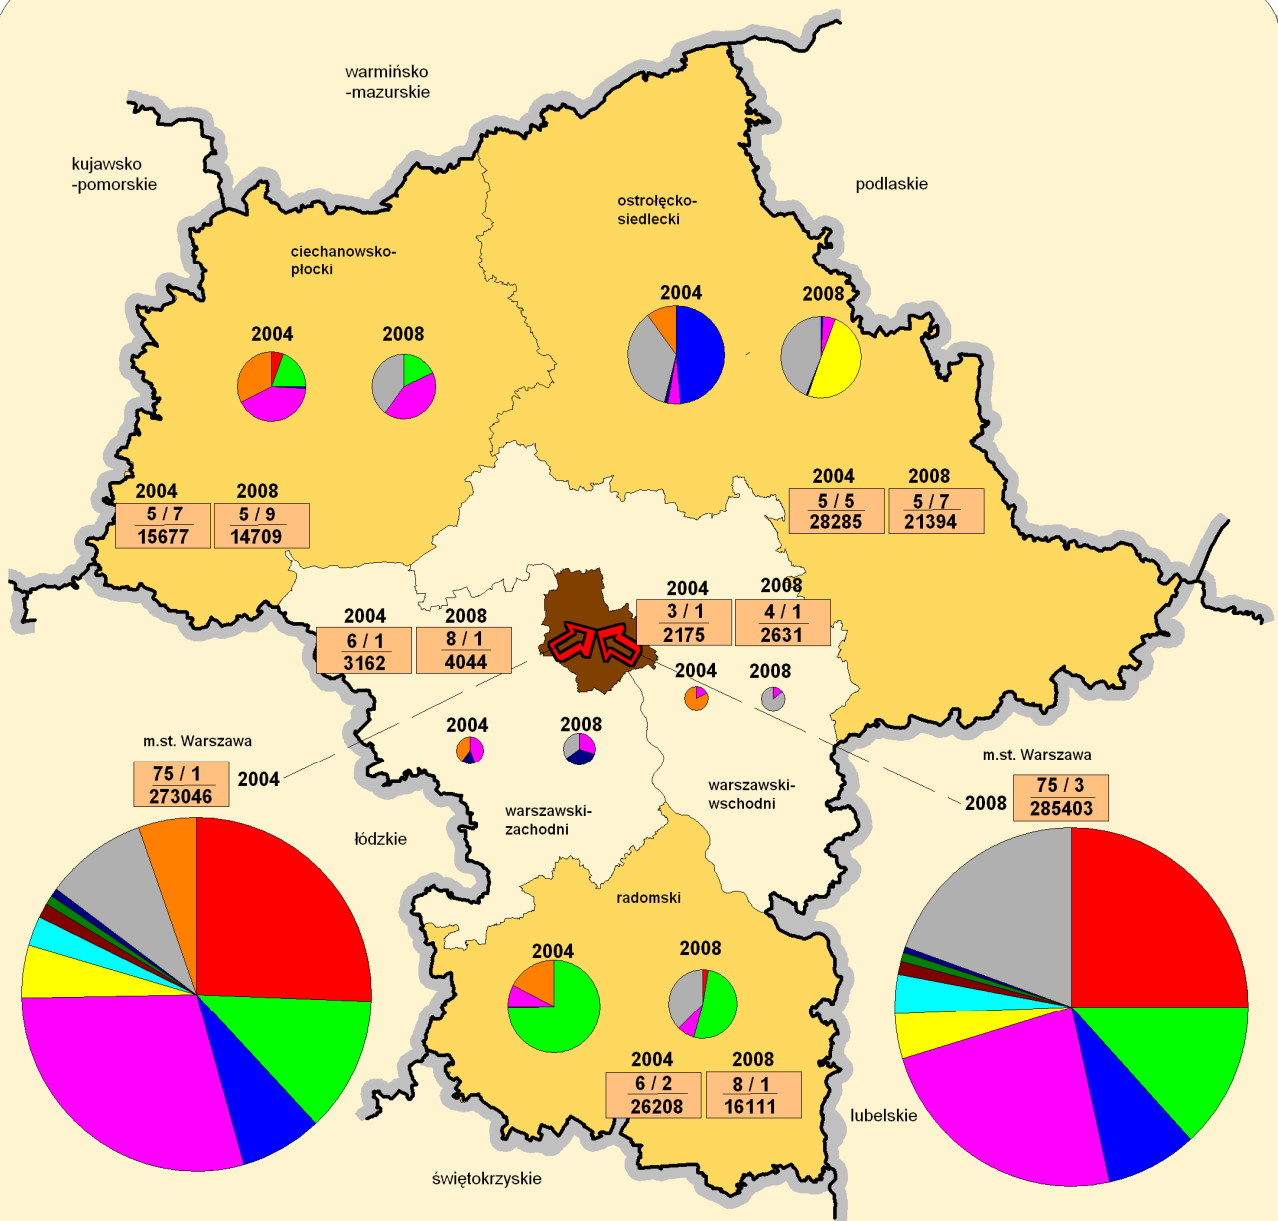 warmińsko
-mazurskie
kujawsko
-pomorskie
podlaskie
ostrołęcko-
siedlecki
ciechanowsko-
płocki
2004
2008
2004
2008
2004
2008
5 / 7
15677
5 / 9
14709
2004
2008
5 / 5
28285
5 / 7
21394
2004
2008
6 / 1
3162
8 / 1
4044
2004
2008
3 / 1
2175
4 / 1
2631
2004
2008
2004
2008
m.st. Warszawa
75 / 1
273046
2004
m.st. Warszawa
2008
75 / 3
285403
warszawski-
wschodni
warszawski-
zachodni
łódzkie
radomski
2004
2008
2004
2008
6 / 2
26208
8 / 1
16111
lubelskie
świętokrzyskie